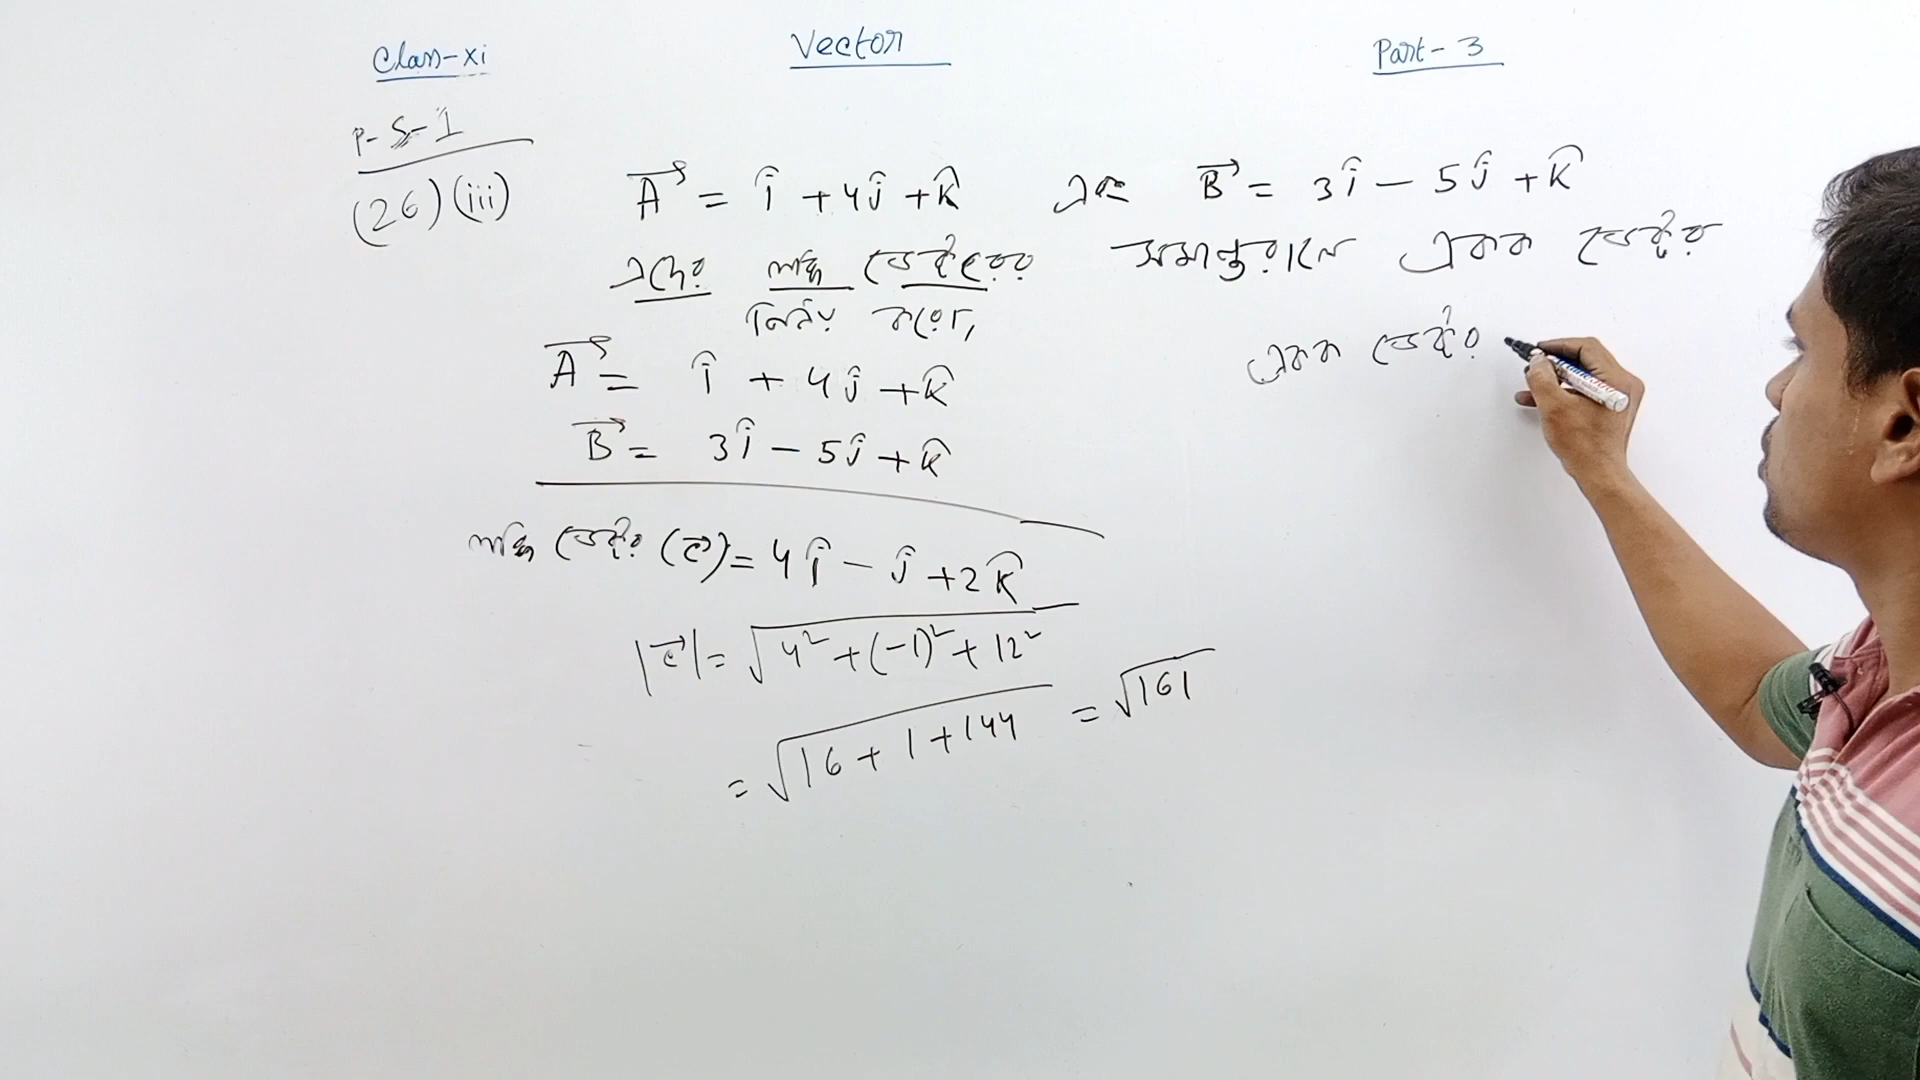 Class-xi
Vector
Part-3
P-S-I
(26)(iii)
A⃗ = î + 4ĵ + k̂ এবং B⃗ = 3î - 5ĵ + k̂
এদের লব্ধি ভেক্টরের সমান্তরালে একক ভেক্টর
নির্নয় করো,
একক ভেক্টর
A⃗ = î + 4ĵ + k̂
B⃗ = 3î - 5ĵ + k̂
লব্ধি ভেক্টর (c⃗) = 4î - ĵ + 2k̂
|c⃗| = √4² + (-1)² + 12²
= √16 + 1 + 144 = √161